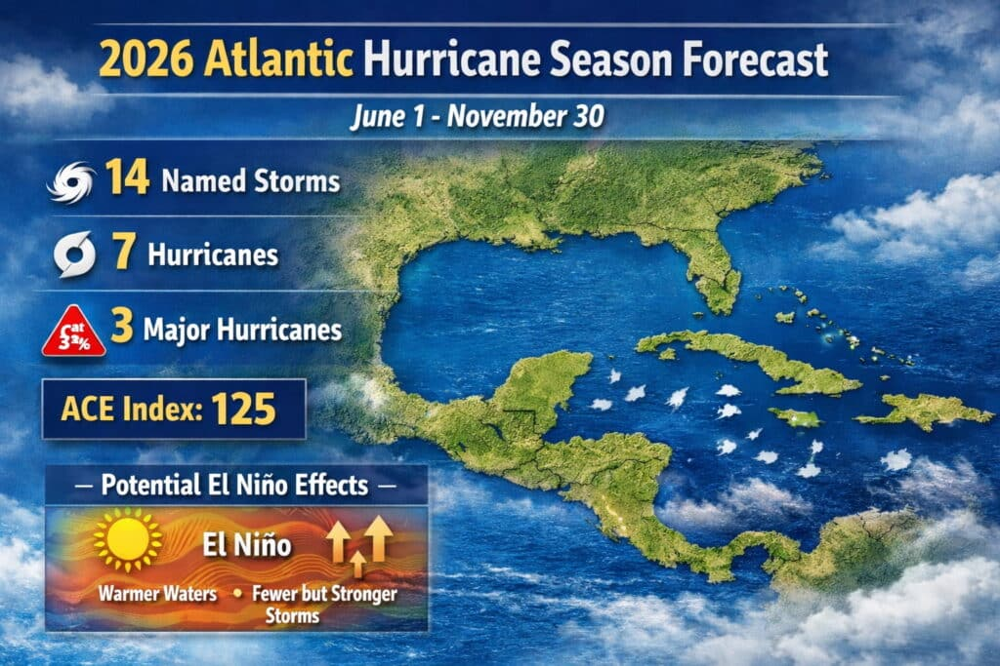 2026 Atlantic Hurricane Season Forecast
June 1 - November 30
14 Named Storms
7 Hurricanes
3 Major Hurricanes
ACE Index: 125
— Potential El Niño Effects —
El Niño
Warmer Waters • Fewer but Stronger
Storms